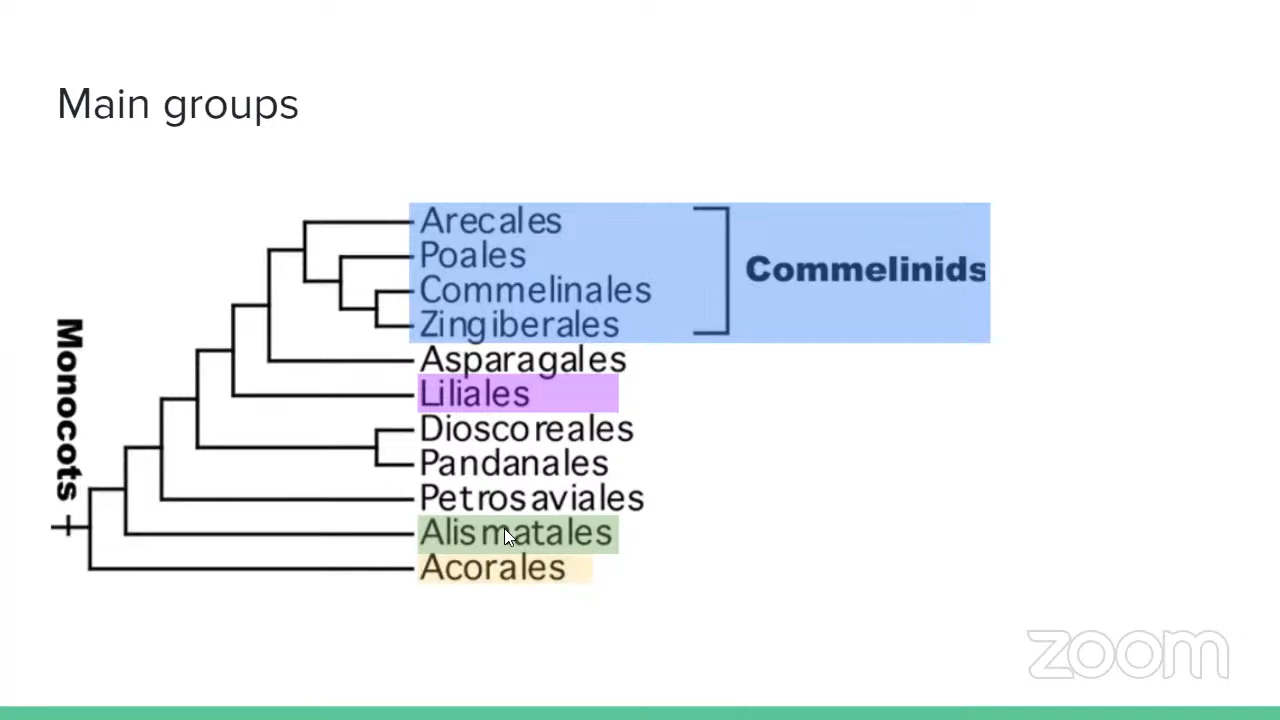 Main groups
Arecales
Poales
Commelinales
Zingiberales
Commelinids
Asparagales
Liliales
Dioscoreales
Pandanales
Petrosaviales
Alismatales
Acorales
Monocots
zoom